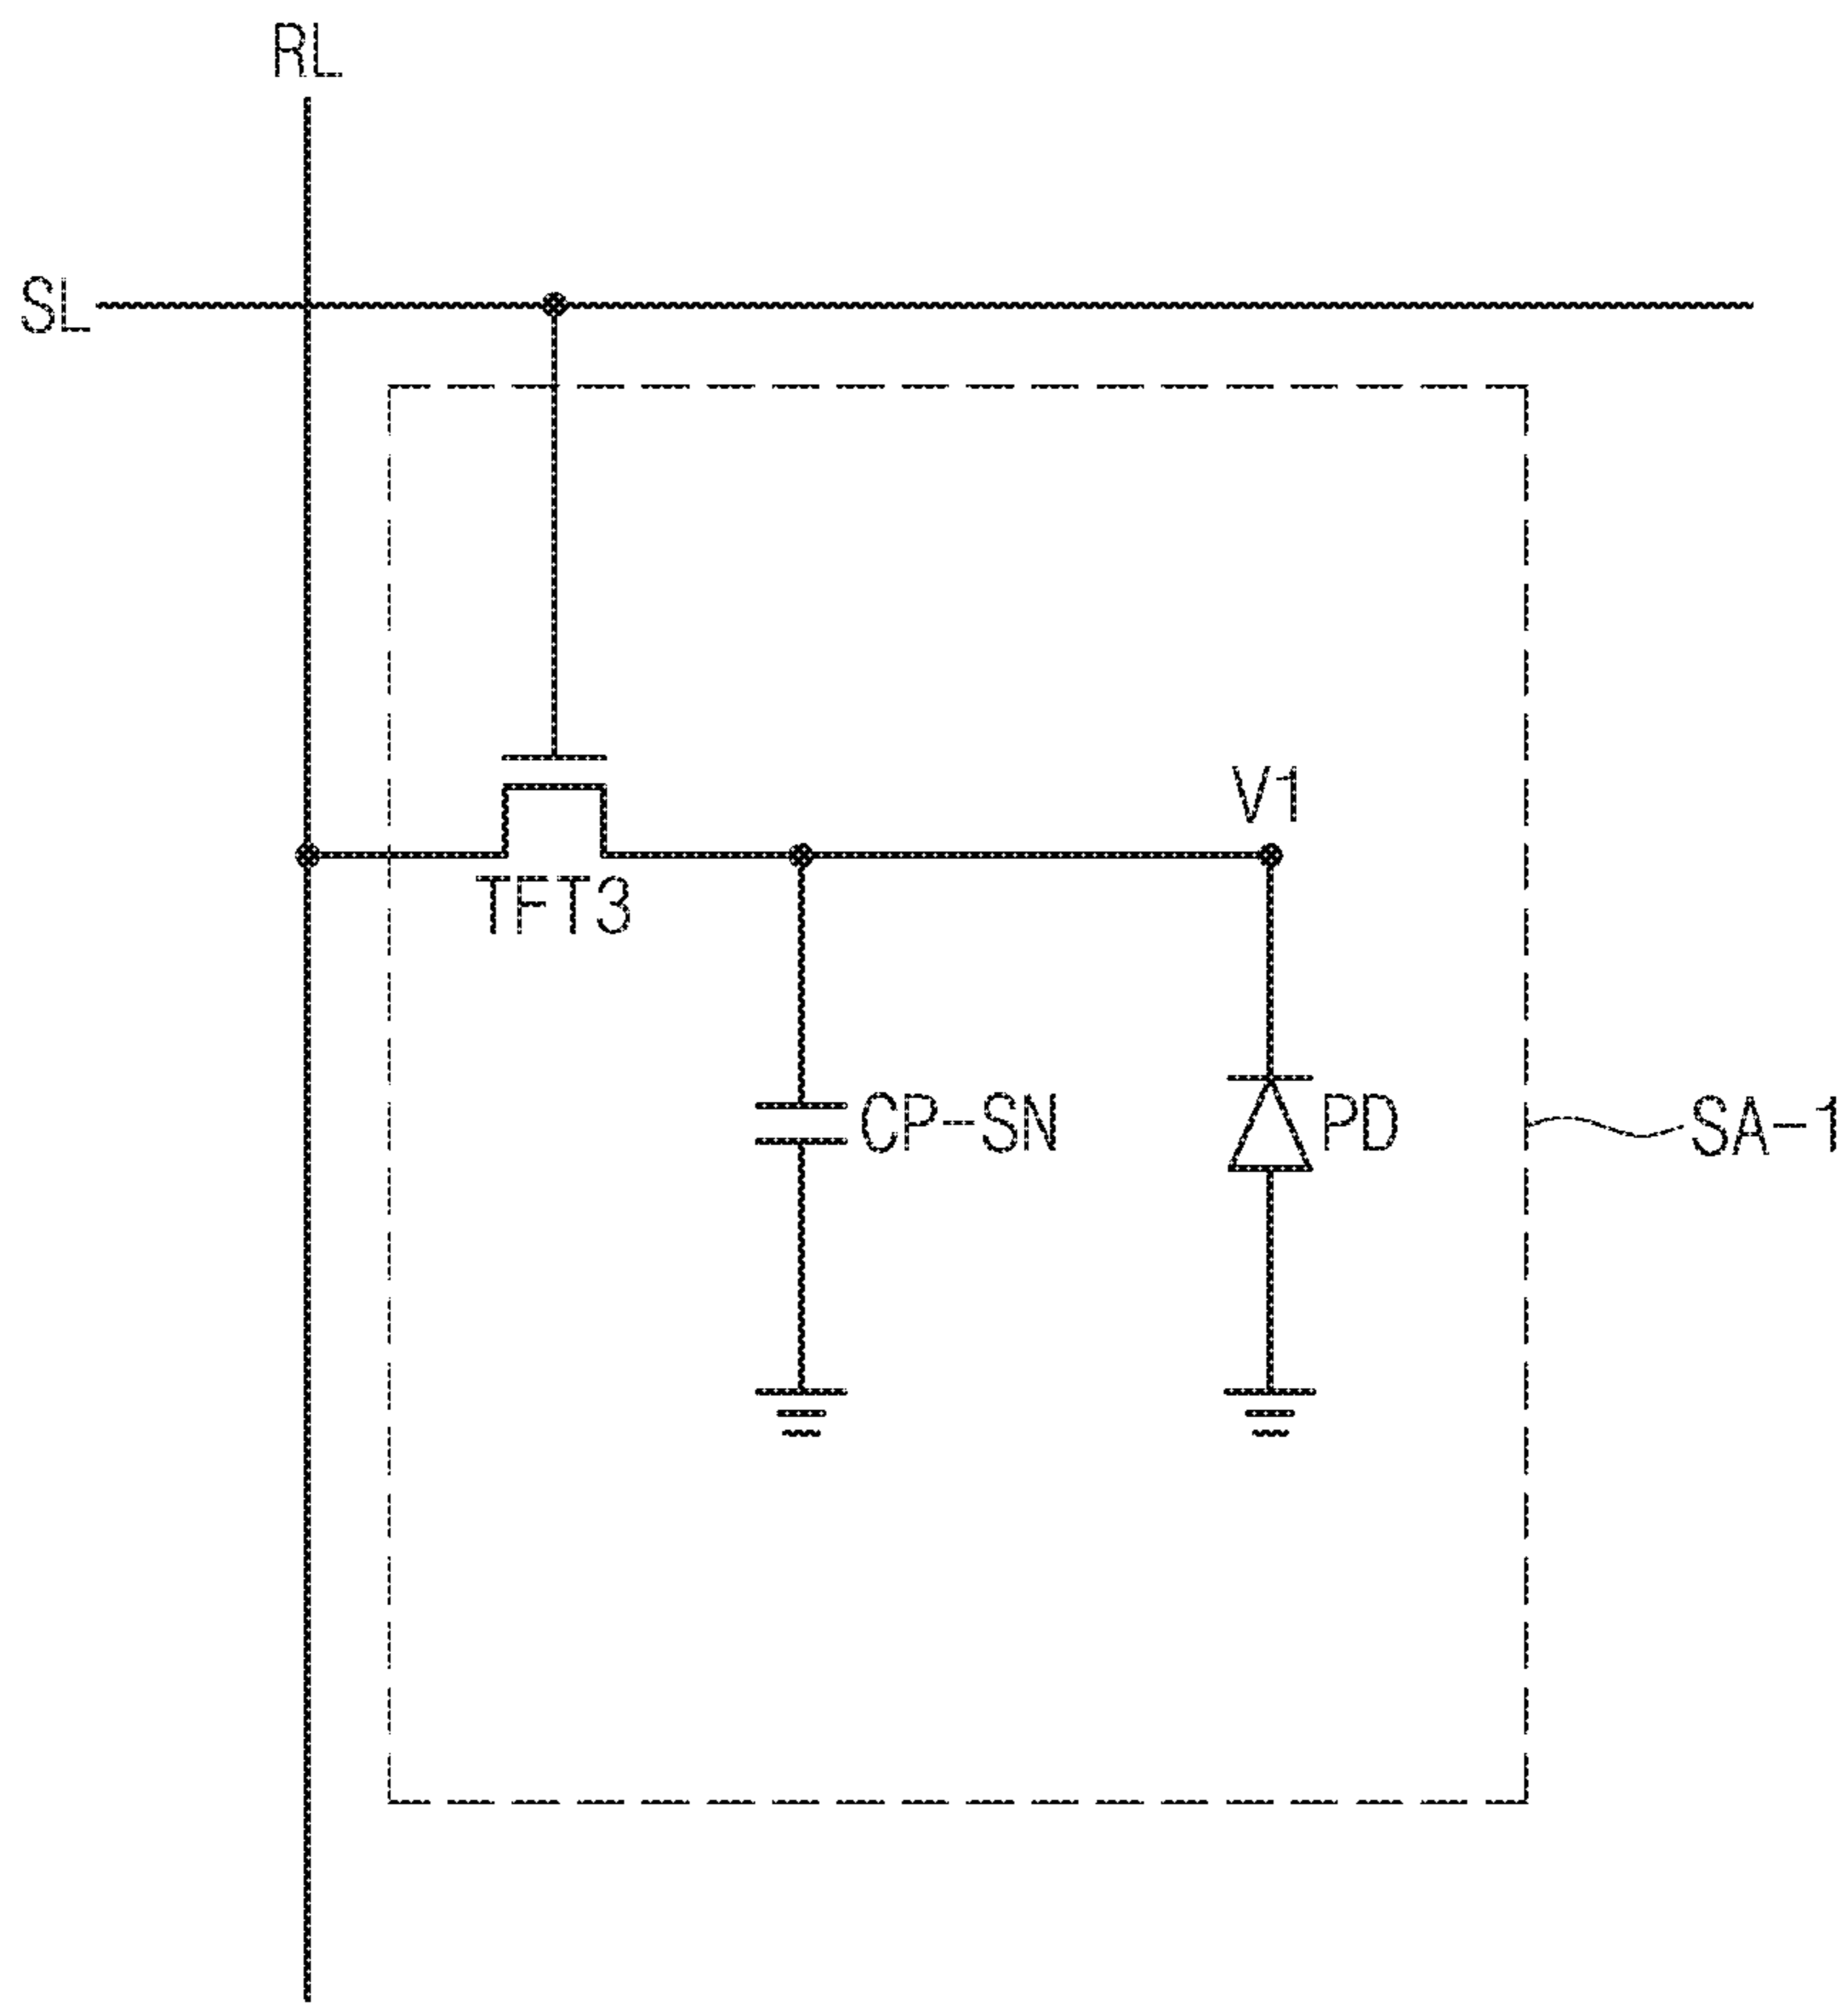 RL
SL
V1
TFT3
CP-SN
PD
SA-1